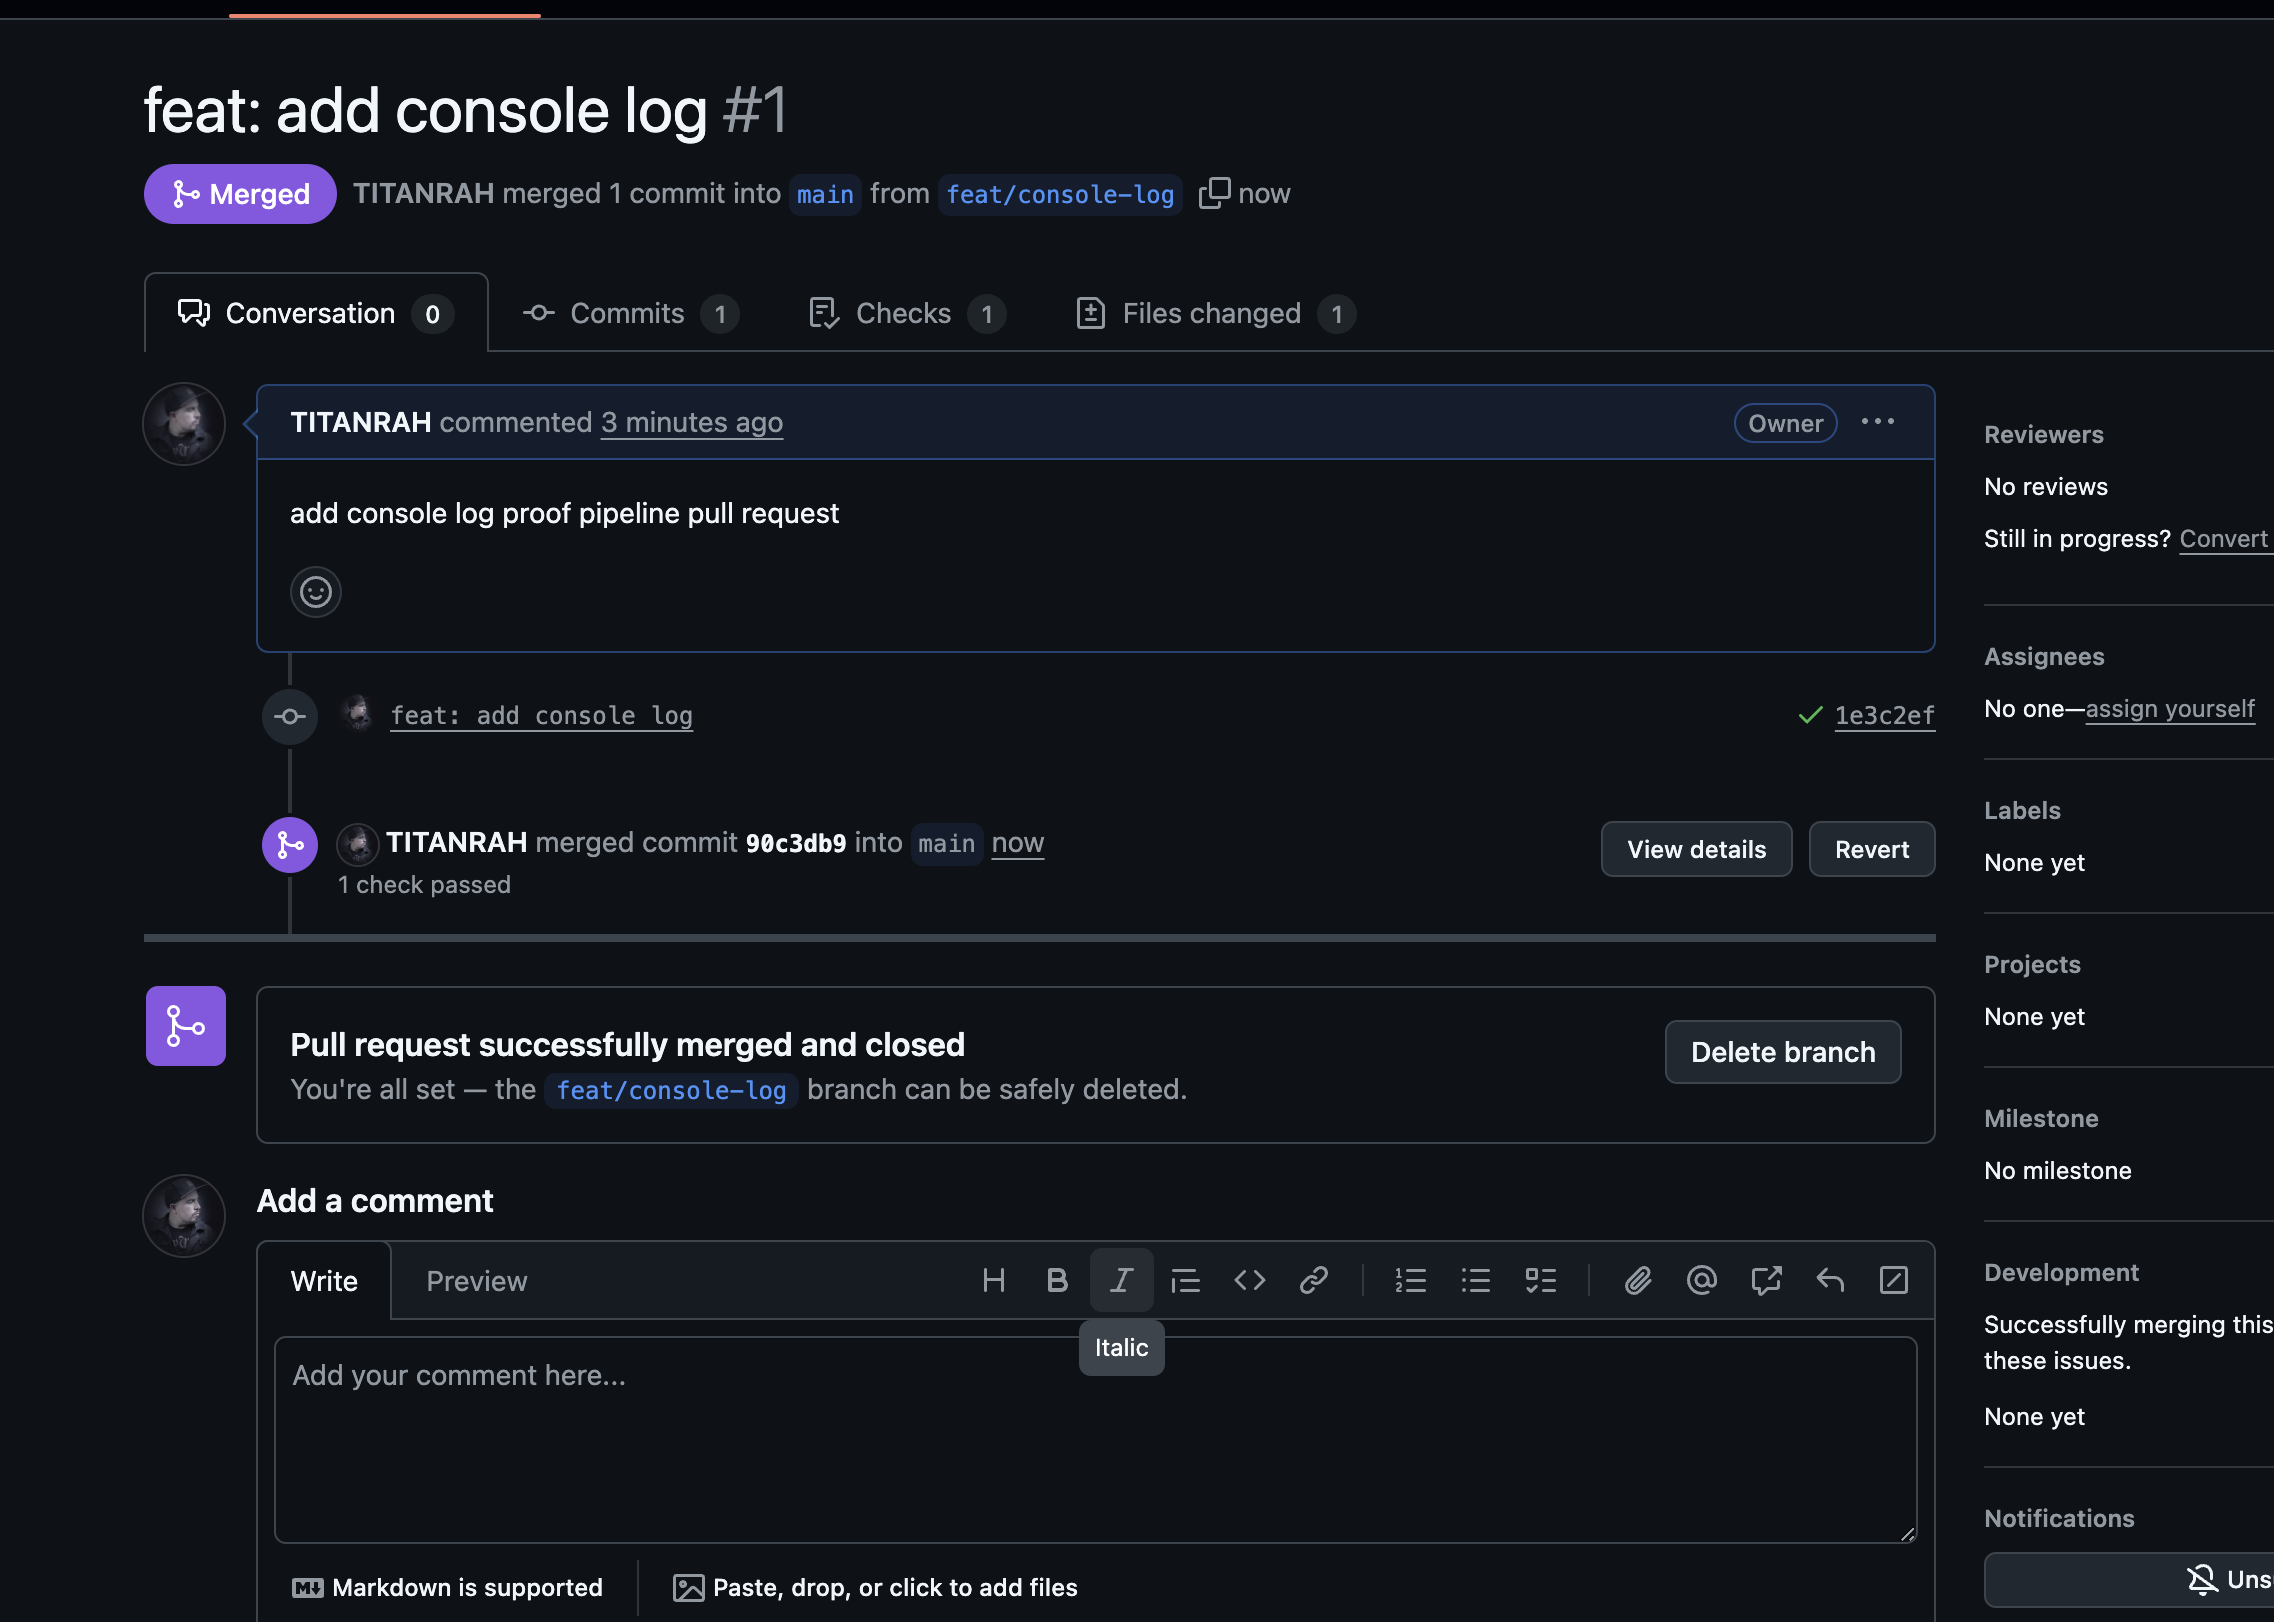 feat: add console log #1
Merged TITANRAH merged 1 commit into main from feat/console-log now
Conversation 0 Commits 1 Checks 1 Files changed 1
TITANRAH commented 3 minutes ago Owner
add console log proof pipeline pull request
feat: add console log 1e3c2ef
TITANRAH merged commit 90c3db9 into main now View details Revert
1 check passed
Pull request successfully merged and closed
You're all set — the feat/console-log branch can be safely deleted.
Delete branch
Add a comment
Write Preview
Italic
Add your comment here...
Markdown is supported Paste, drop, or click to add files
Reviewers
No reviews
Still in progress? Convert
Assignees
No one—assign yourself
Labels
None yet
Projects
None yet
Milestone
No milestone
Development
Successfully merging this
these issues.
None yet
Notifications